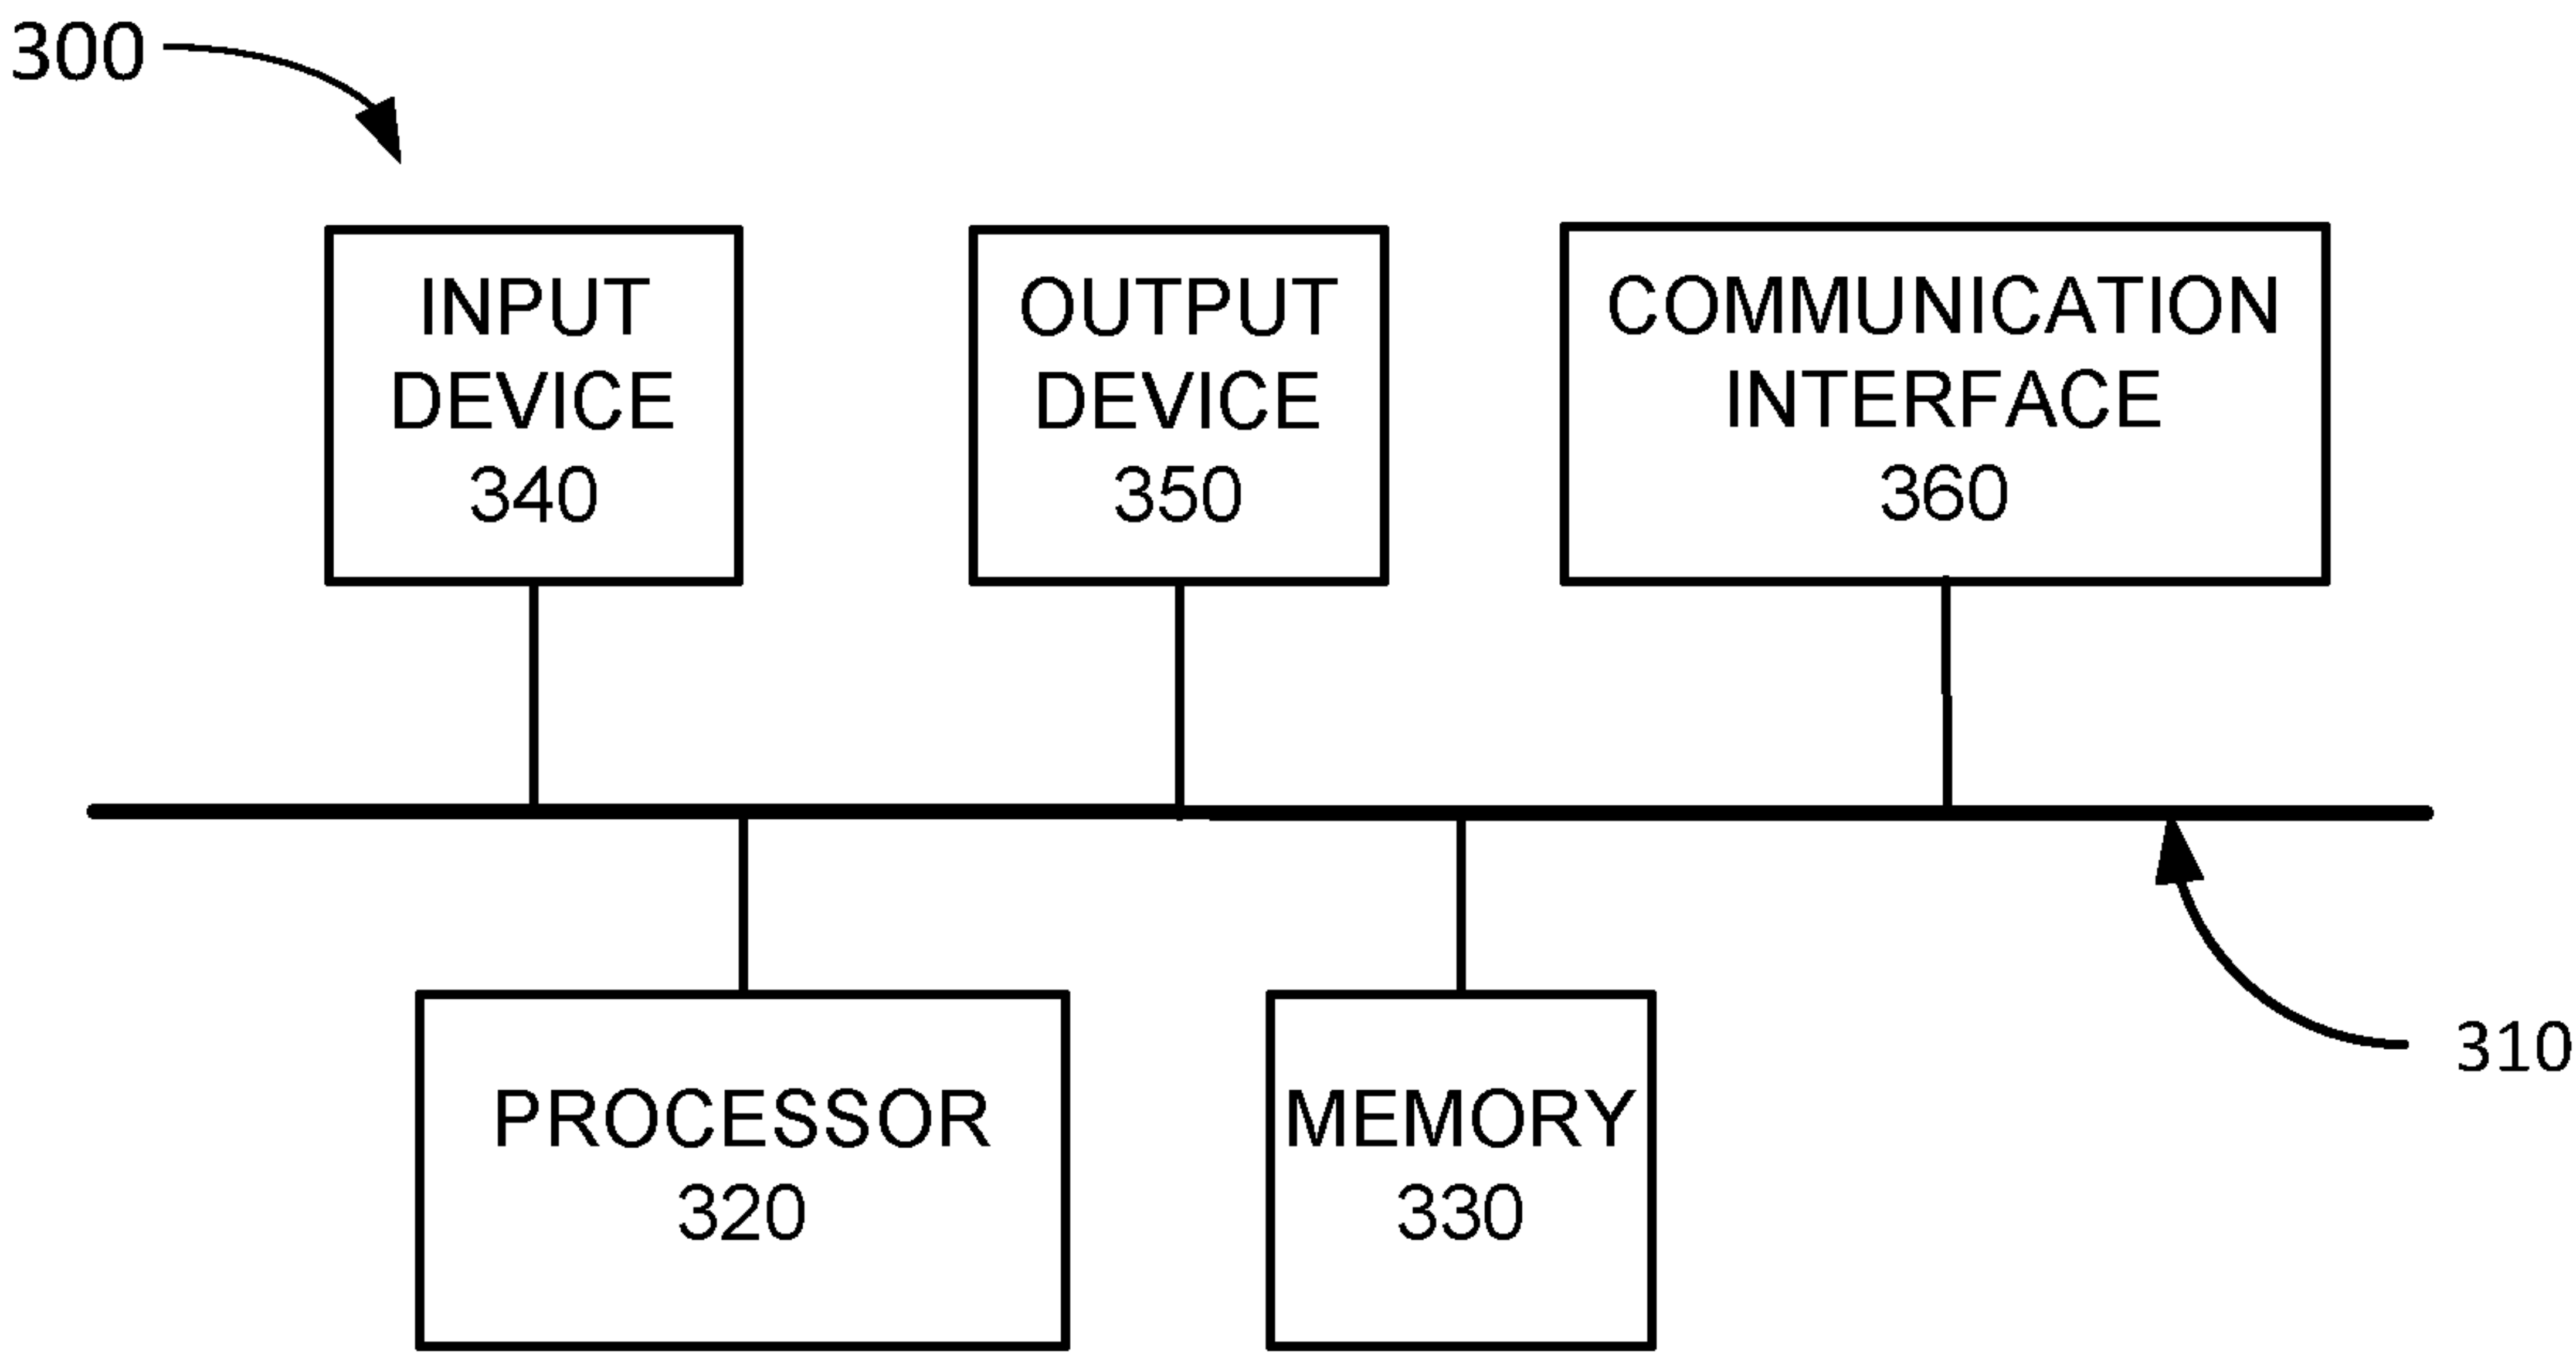 300
INPUT
DEVICE
340
OUTPUT
DEVICE
350
COMMUNICATION
INTERFACE
360
PROCESSOR
320
MEMORY
330
310